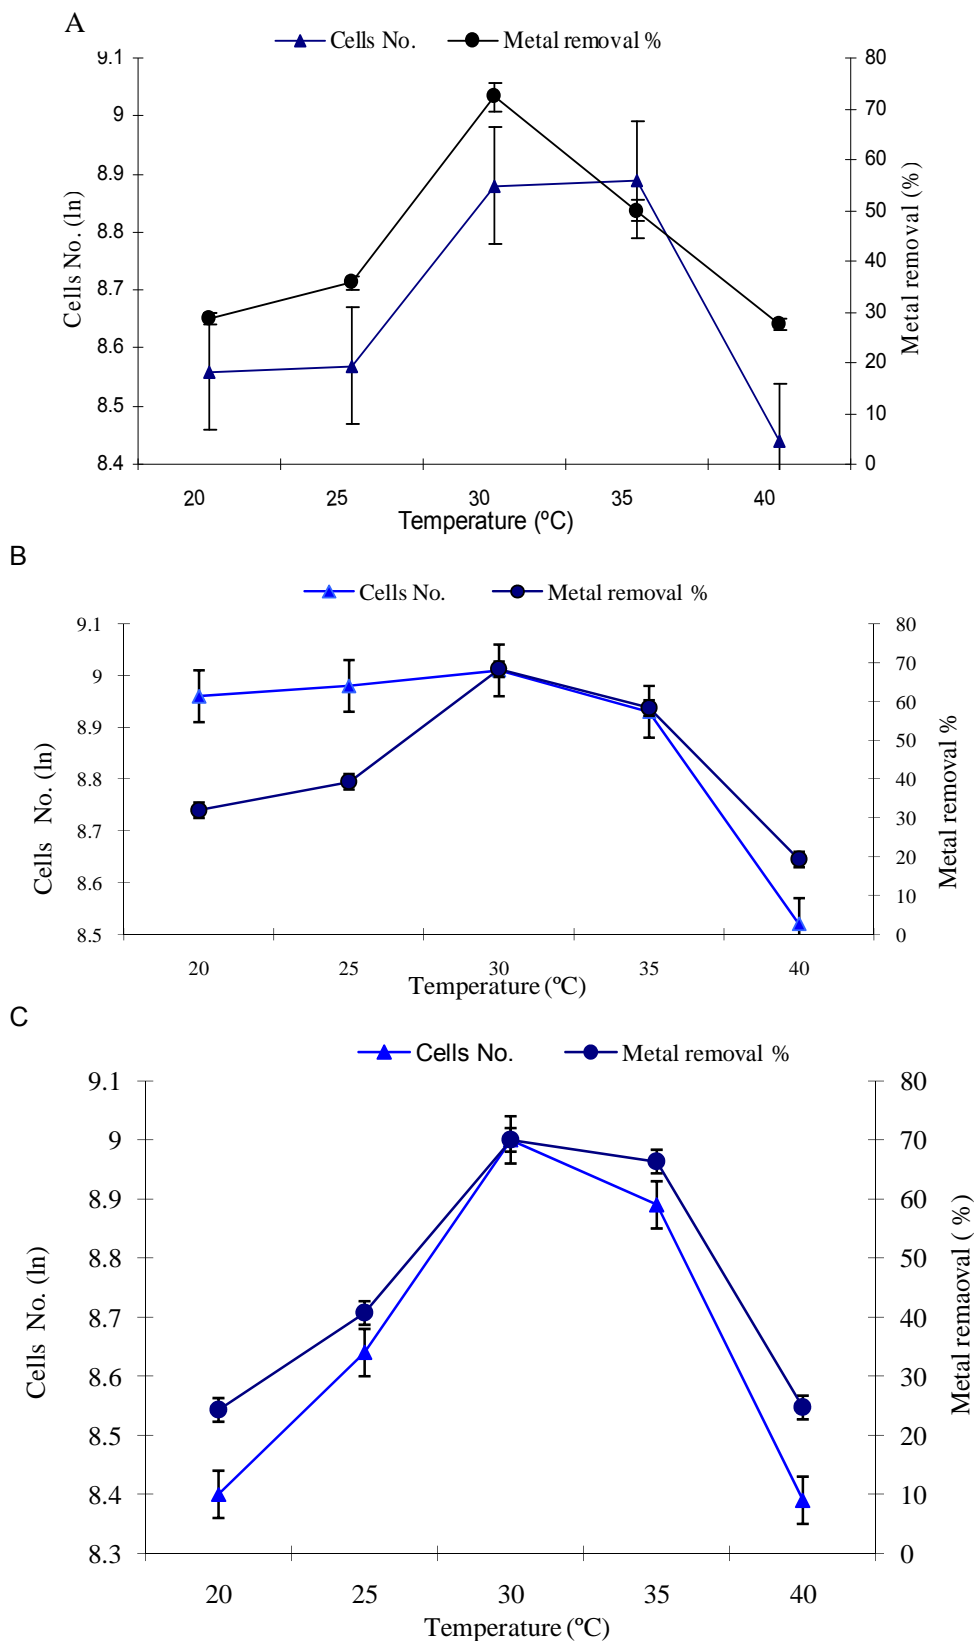 A
Cells No. Metal removal %
9.1 80
9 70
8.9 60
8.8 50
8.7 40
8.6 30
8.5 20
8.4 10
0
Cells No. (ln)
Metal removal (%)
20 25 30 35 40
Temperature (ºC)
B
Cells No. Metal removal %
9.1 80
9 70
8.9 60
8.8 50
8.7 40
8.6 30
8.5 20
10
0
Cells No. (ln)
Metal removal %
20 25 30 35 40
Temperature (ºC)
C
Cells No. Metal removal %
9.1 80
9 70
8.9 60
8.8 50
8.7 40
8.6 30
8.5 20
8.4 10
8.3 0
Cells No. (ln)
Metal remaoval ( %)
20 25 30 35 40
Temperature (ºC)